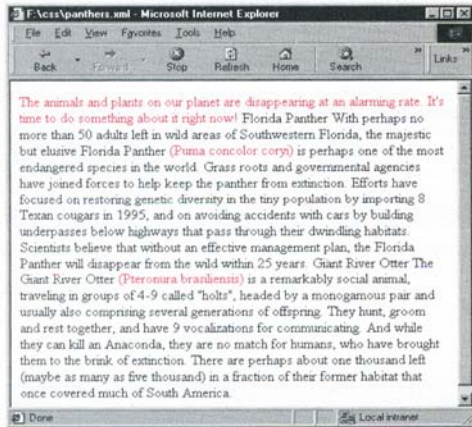 F:\css\panthers.xml - Microsoft Internet Explorer
File Edit View Favorites Tools Help
Back Forward Stop Refresh Home Search » Links »
The animals and plants on our planet are disappearing at an alarming rate. It's
time to do something about it right now! Florida Panther With perhaps no
more than 50 adults left in wild areas of Southwestern Florida, the majestic
but elusive Florida Panther (Puma concolor coryi) is perhaps one of the most
endangered species in the world. Grass roots and governmental agencies
have joined forces to help keep the panther from extinction. Efforts have
focused on restoring genetic diversity in the tiny population by importing 8
Texan cougars in 1995, and on avoiding accidents with cars by building
underpasses below highways that pass through their dwindling habitats.
Scientists believe that without an effective management plan, the Florida
Panther will disappear from the wild within 25 years. Giant River Otter The
Giant River Otter (Pteronura brasiliensis) is a remarkably social animal,
traveling in groups of 4-9 called "holts", headed by a monogamous pair and
usually also comprising several generations of offspring. They hunt, groom
and rest together, and have 9 vocalizations for communicating. And while
they can kill an Anaconda, they are no match for humans, who have brought
them to the brink of extinction. There are perhaps about one thousand left
(maybe as many as five thousand) in a fraction of their former habitat that
once covered much of South America.
Done Local intranet